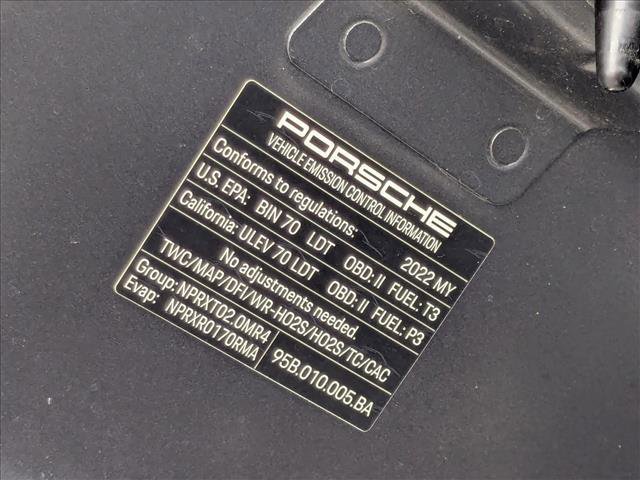 PORSCHE
VEHICLE EMISSION CONTROL INFORMATION
Conforms to regulations: 2022 MY
U.S. EPA: BIN 70 LDT OBD: II FUEL: T3
California: ULEV 70 LDT OBD: II FUEL: P3
No adjustments needed.
TWC/MAP/DFI/WR-HO2S/HO2S/TC/CAC
Group: NPRXT02.0MR4
Evap: NPRXR0170RMA
95B.010.005.BA